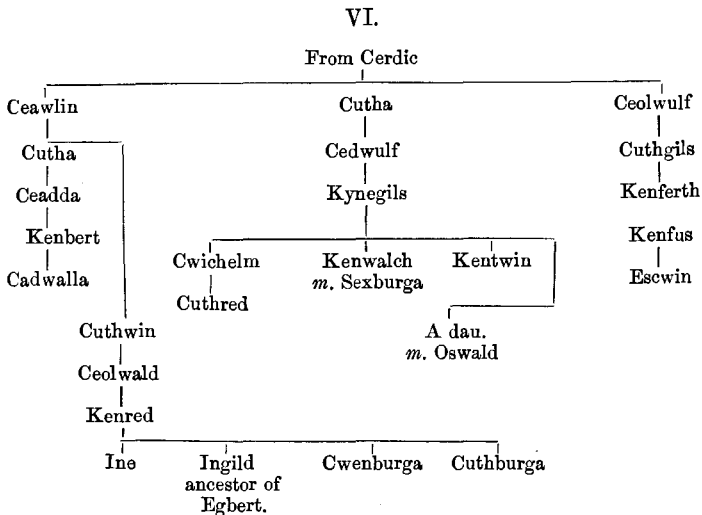 VI.
From Cerdic
Ceawlin Cutha Ceolwulf
Cutha Cedwulf Cuthgils
Ceadda Kynegils Kenferth
Kenbert Kenfus
Cwichelm Kenwalch Kentwin
Cadwalla m. Sexburga Escwin
Cuthred
Cuthwin A dau.
m. Oswald
Ceolwald
Kenred
Ine Ingild Cwenburga Cuthburga
ancestor of
Egbert.